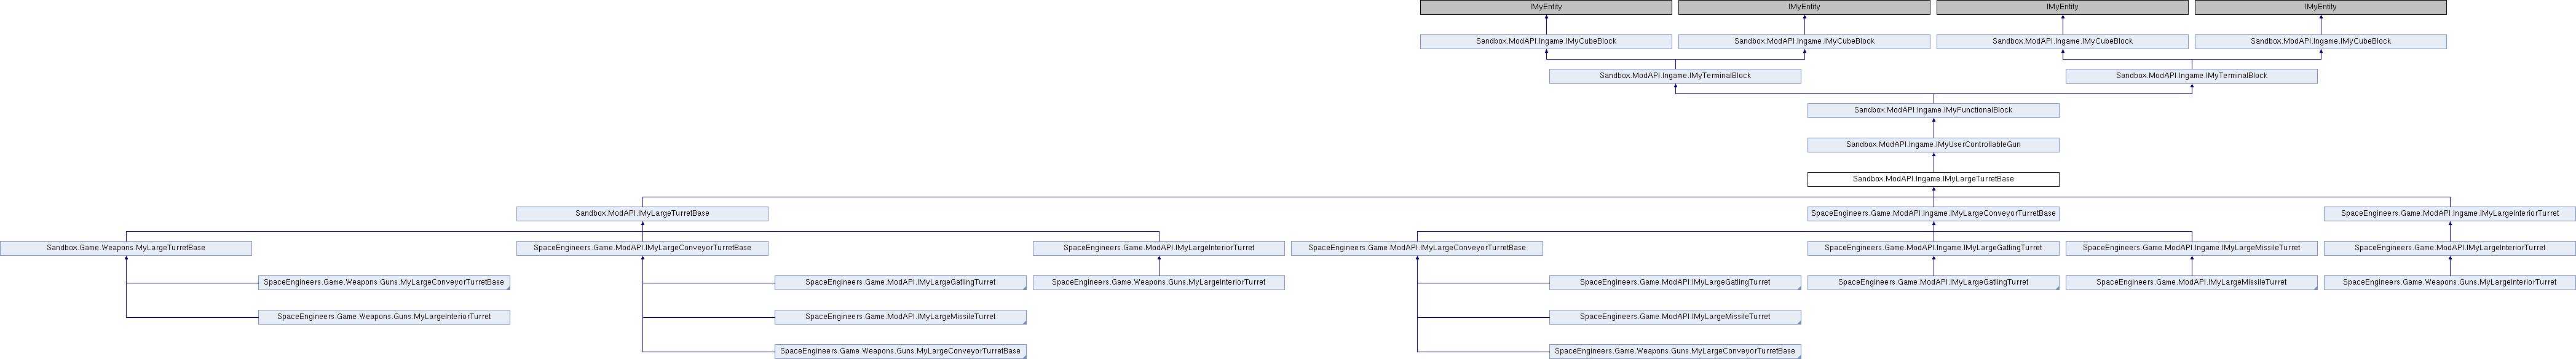 IMyEntity
IMyEntity
IMyEntity
IMyEntity
Sandbox.ModAPI.Ingame.IMyCubeBlock
Sandbox.ModAPI.Ingame.IMyCubeBlock
Sandbox.ModAPI.Ingame.IMyCubeBlock
Sandbox.ModAPI.Ingame.IMyCubeBlock
Sandbox.ModAPI.Ingame.IMyTerminalBlock
Sandbox.ModAPI.Ingame.IMyTerminalBlock
Sandbox.ModAPI.Ingame.IMyFunctionalBlock
Sandbox.ModAPI.Ingame.IMyUserControllableGun
Sandbox.ModAPI.Ingame.IMyLargeTurretBase
Sandbox.ModAPI.IMyLargeTurretBase
SpaceEngineers.Game.ModAPI.Ingame.IMyLargeConveyorTurretBase
SpaceEngineers.Game.ModAPI.Ingame.IMyLargeInteriorTurret
Sandbox.Game.Weapons.MyLargeTurretBase
SpaceEngineers.Game.ModAPI.IMyLargeConveyorTurretBase
SpaceEngineers.Game.ModAPI.IMyLargeInteriorTurret
SpaceEngineers.Game.ModAPI.IMyLargeConveyorTurretBase
SpaceEngineers.Game.ModAPI.Ingame.IMyLargeGatlingTurret
SpaceEngineers.Game.ModAPI.Ingame.IMyLargeMissileTurret
SpaceEngineers.Game.ModAPI.IMyLargeInteriorTurret
SpaceEngineers.Game.Weapons.Guns.MyLargeConveyorTurretBase
SpaceEngineers.Game.ModAPI.IMyLargeGatlingTurret
SpaceEngineers.Game.Weapons.Guns.MyLargeInteriorTurret
SpaceEngineers.Game.ModAPI.IMyLargeGatlingTurret
SpaceEngineers.Game.ModAPI.IMyLargeGatlingTurret
SpaceEngineers.Game.ModAPI.IMyLargeMissileTurret
SpaceEngineers.Game.Weapons.Guns.MyLargeInteriorTurret
SpaceEngineers.Game.Weapons.Guns.MyLargeInteriorTurret
SpaceEngineers.Game.ModAPI.IMyLargeMissileTurret
SpaceEngineers.Game.ModAPI.IMyLargeMissileTurret
SpaceEngineers.Game.Weapons.Guns.MyLargeConveyorTurretBase
SpaceEngineers.Game.Weapons.Guns.MyLargeConveyorTurretBase